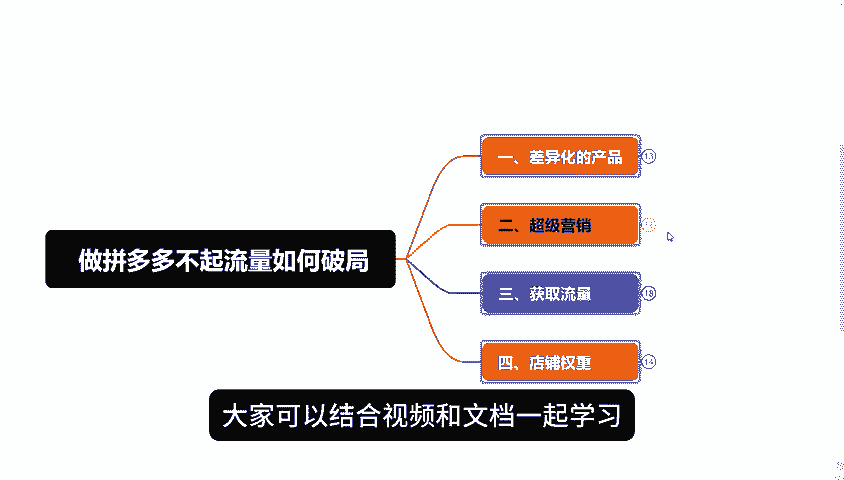 做拼多多不起流量如何破局
一、差异化的产品
13
二、超级营销
三、获取流量
18
四、店铺权重
14
大家可以结合视频和文档一起学习